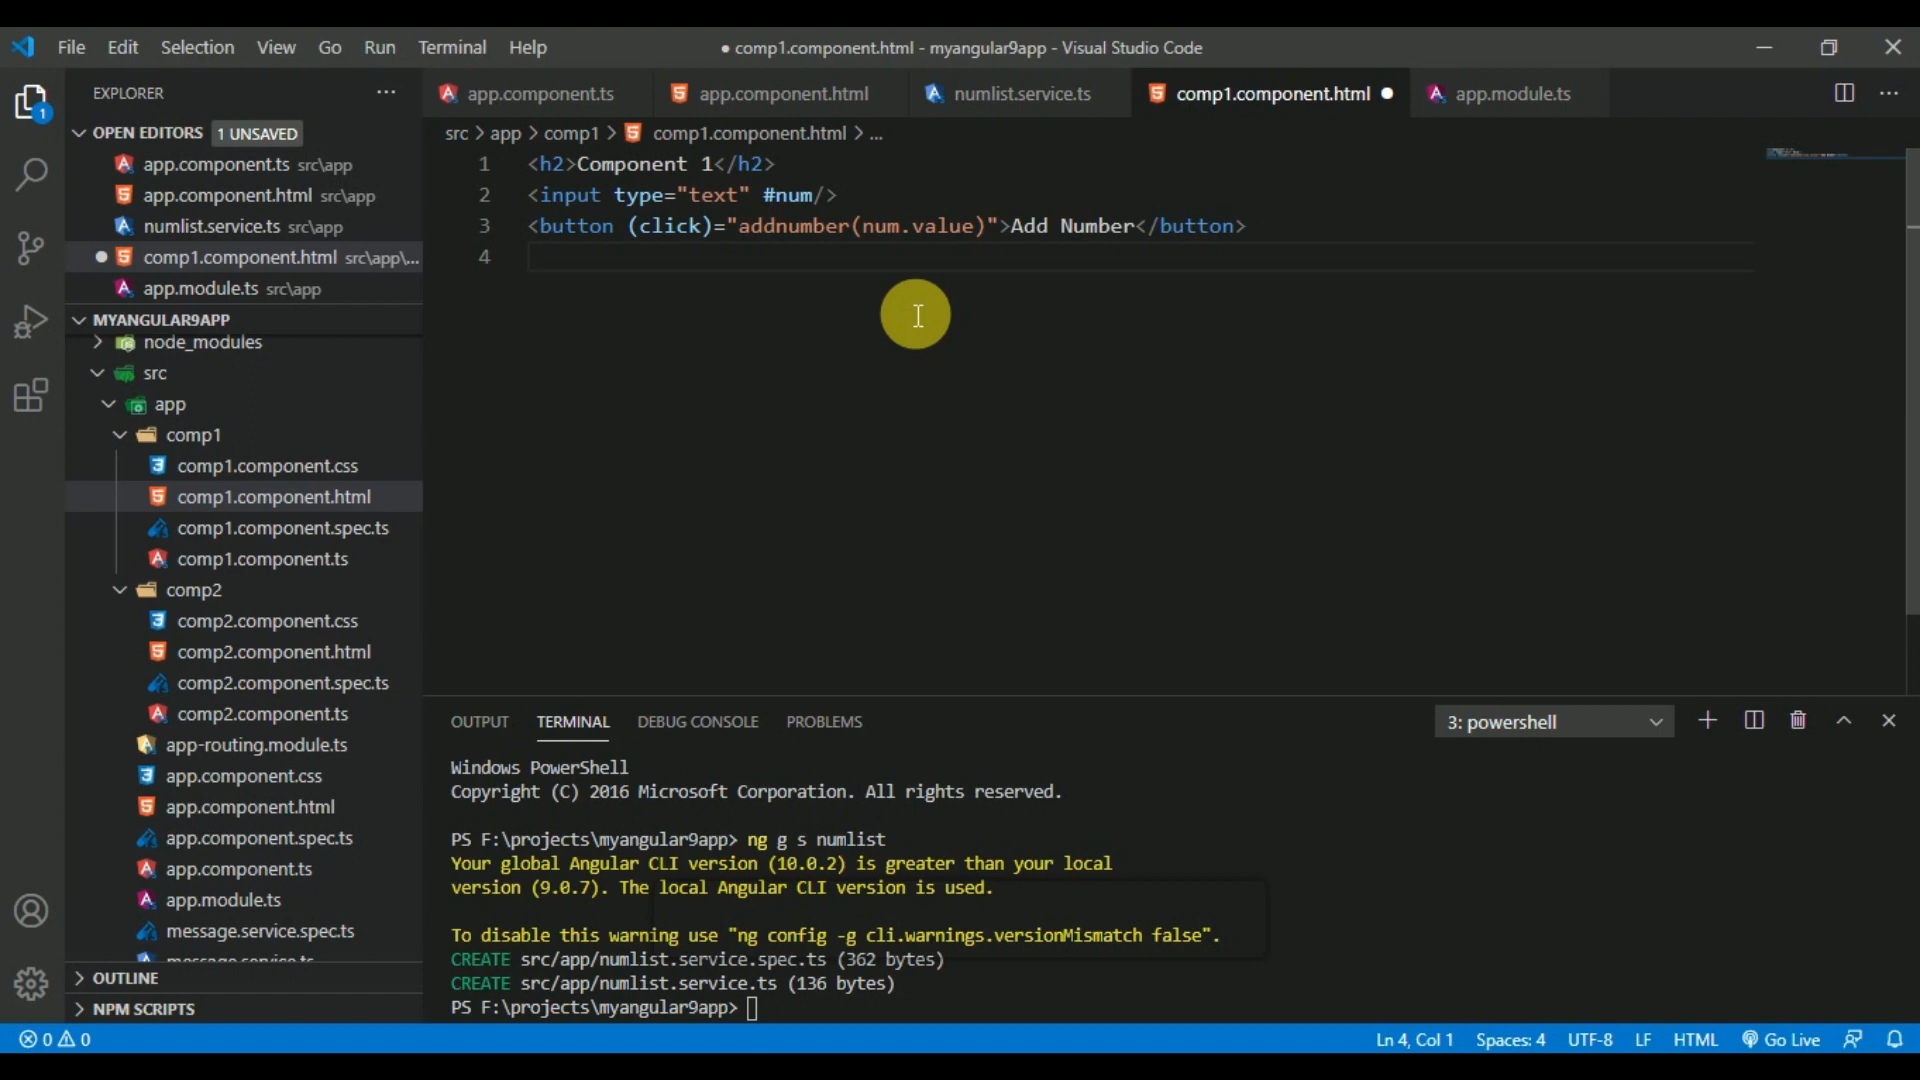 File Edit Selection View Go Run Terminal Help
● comp1.component.html - myangular9app - Visual Studio Code
1
EXPLORER
OPEN EDITORS 1 UNSAVED
app.component.ts src\app
app.component.html src\app
numlist.service.ts src\app
comp1.component.html src\app\...
app.module.ts src\app
MYANGULAR9APP
node_modules
src
app
comp1
comp1.component.css
comp1.component.html
comp1.component.spec.ts
comp1.component.ts
comp2
comp2.component.css
comp2.component.html
comp2.component.spec.ts
comp2.component.ts
app-routing.module.ts
app.component.css
app.component.html
app.component.spec.ts
app.component.ts
app.module.ts
message.service.spec.ts
message.service.ts
OUTLINE
NPM SCRIPTS
app.component.ts app.component.html numlist.service.ts comp1.component.html app.module.ts
src > app > comp1 > comp1.component.html > ...
1 <h2>Component 1</h2>
2 <input type="text" #num/>
3 <button (click)="addnumber(num.value)">Add Number</button>
4
OUTPUT TERMINAL DEBUG CONSOLE PROBLEMS
3: powershell
Windows PowerShell
Copyright (C) 2016 Microsoft Corporation. All rights reserved.
PS F:\projects\myangular9app> ng g s numlist
Your global Angular CLI version (10.0.2) is greater than your local
version (9.0.7). The local Angular CLI version is used.
To disable this warning use "ng config -g cli.warnings.versionMismatch false".
CREATE src/app/numlist.service.spec.ts (362 bytes)
CREATE src/app/numlist.service.ts (136 bytes)
PS F:\projects\myangular9app>
0 0
Ln 4, Col 1 Spaces: 4 UTF-8 LF HTML Go Live